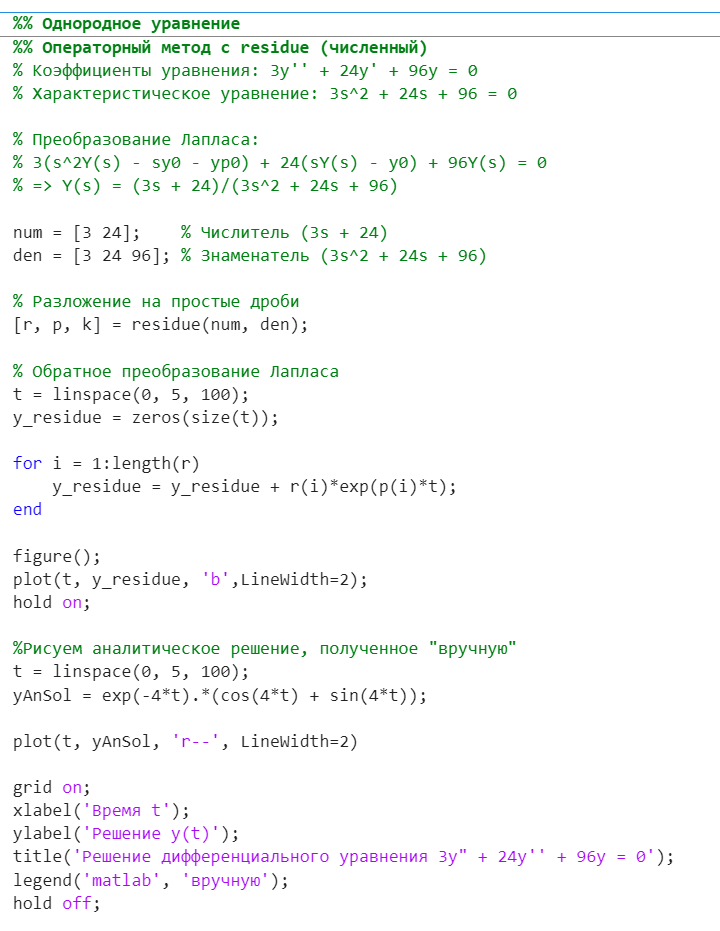 %% Однородное уравнение
%% Операторный метод с residue (численный)
% Коэффициенты уравнения: 3y'' + 24y' + 96y = 0
% Характеристическое уравнение: 3s^2 + 24s + 96 = 0
% Преобразование Лапласа:
% 3(s^2Y(s) - sy0 - yp0) + 24(sY(s) - y0) + 96Y(s) = 0
% => Y(s) = (3s + 24)/(3s^2 + 24s + 96)
num = [3 24];    % Числитель (3s + 24)
den = [3 24 96]; % Знаменатель (3s^2 + 24s + 96)
% Разложение на простые дроби
[r, p, k] = residue(num, den);
% Обратное преобразование Лапласа
t = linspace(0, 5, 100);
y_residue = zeros(size(t));
for i = 1:length(r)
    y_residue = y_residue + r(i)*exp(p(i)*t);
end
figure();
plot(t, y_residue, 'b',LineWidth=2);
hold on;
%Рисуем аналитическое решение, полученное "вручную"
t = linspace(0, 5, 100);
yAnSol = exp(-4*t).*(cos(4*t) + sin(4*t));
plot(t, yAnSol, 'r--', LineWidth=2)
grid on;
xlabel('Время t');
ylabel('Решение y(t)');
title('Решение дифференциального уравнения 3y" + 24y'' + 96y = 0');
legend('matlab', 'вручную');
hold off;